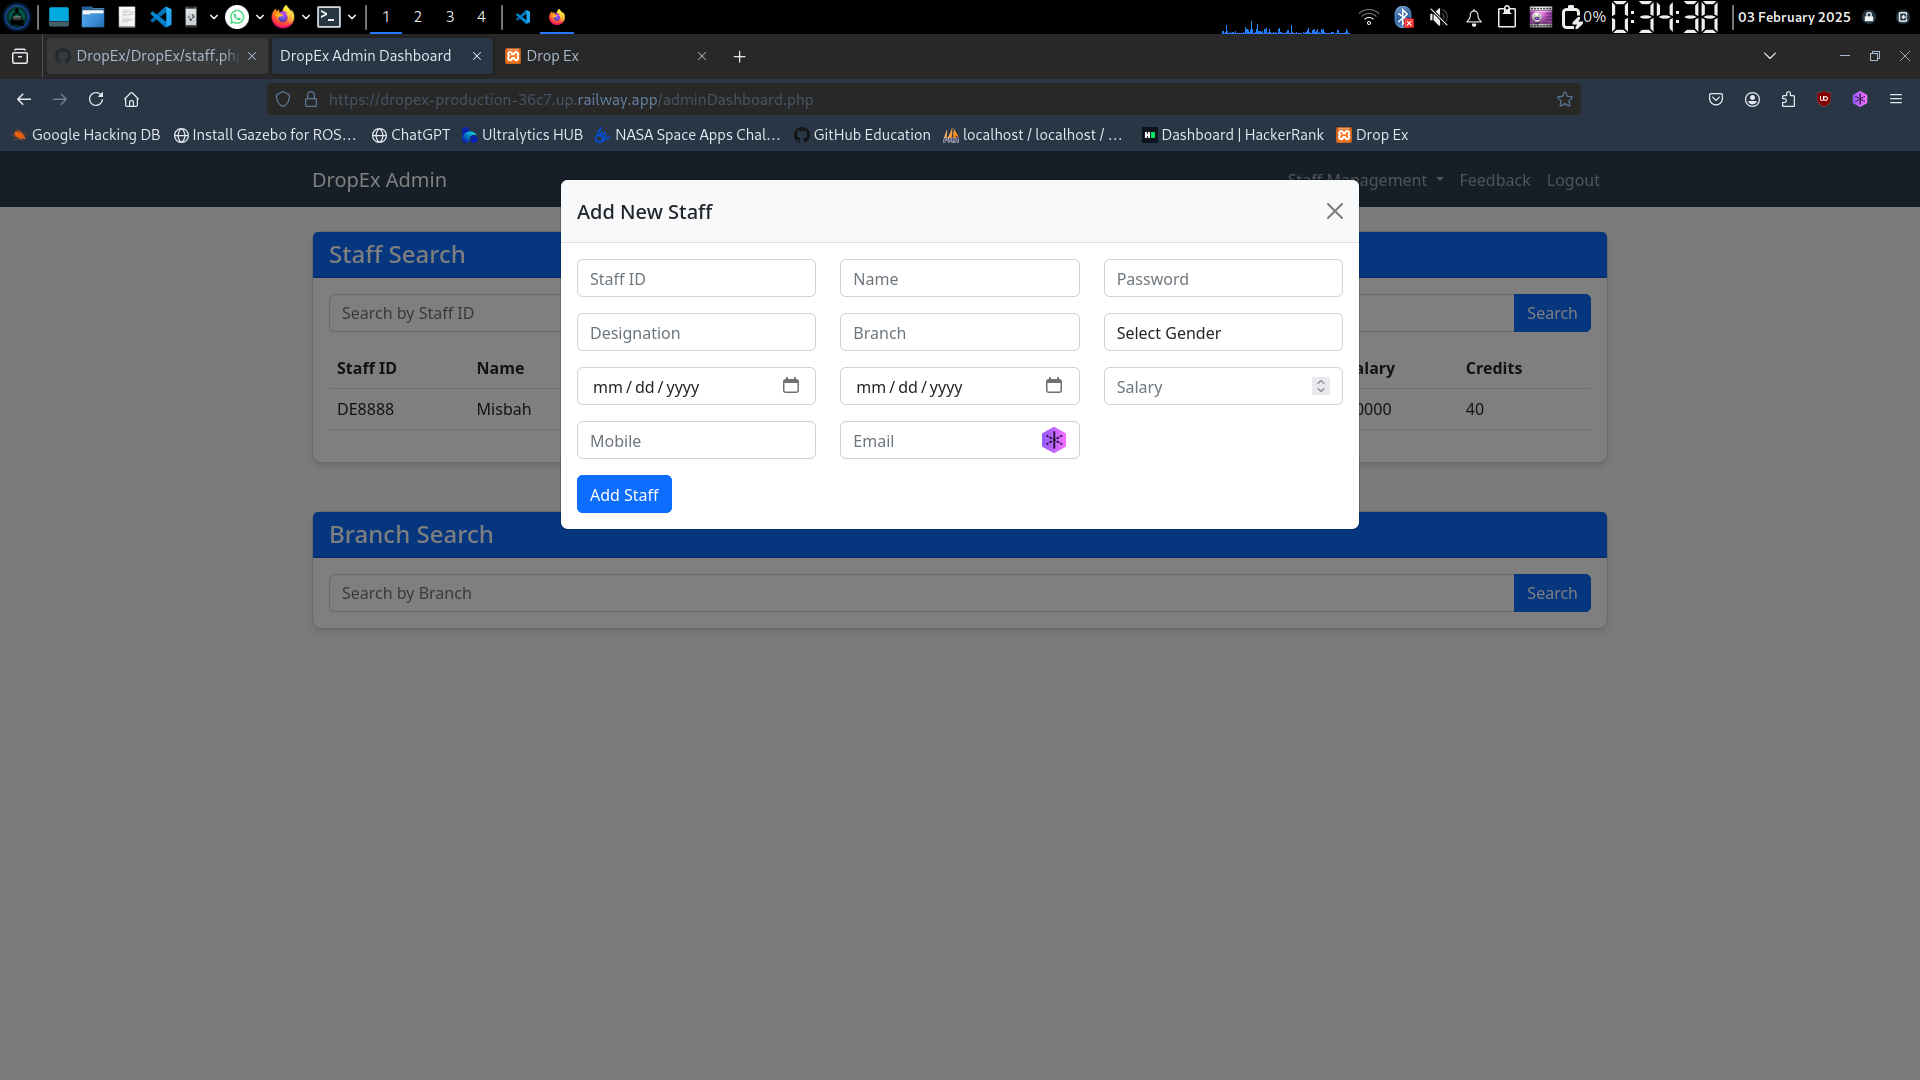 1 2 3 4 0% 0:34:38 03 February 2025
DropEx/DropEx/staff.ph DropEx Admin Dashboard Drop Ex
https://dropex-production-36c7.up.railway.app/adminDashboard.php
Google Hacking DB Install Gazebo for ROS… ChatGPT Ultralytics HUB NASA Space Apps Chal… GitHub Education localhost / localhost / … Dashboard | HackerRank Drop Ex
DropEx Admin Staff Management Feedback Logout
Add New Staff
Staff Search
Staff ID Name Password
Search by Staff ID Search
Designation Branch Select Gender
Staff ID Name alary Credits
mm/dd/yyyy mm/dd/yyyy Salary
DE8888 Misbah 0000 40
Mobile Email
Add Staff
Branch Search
Search by Branch Search